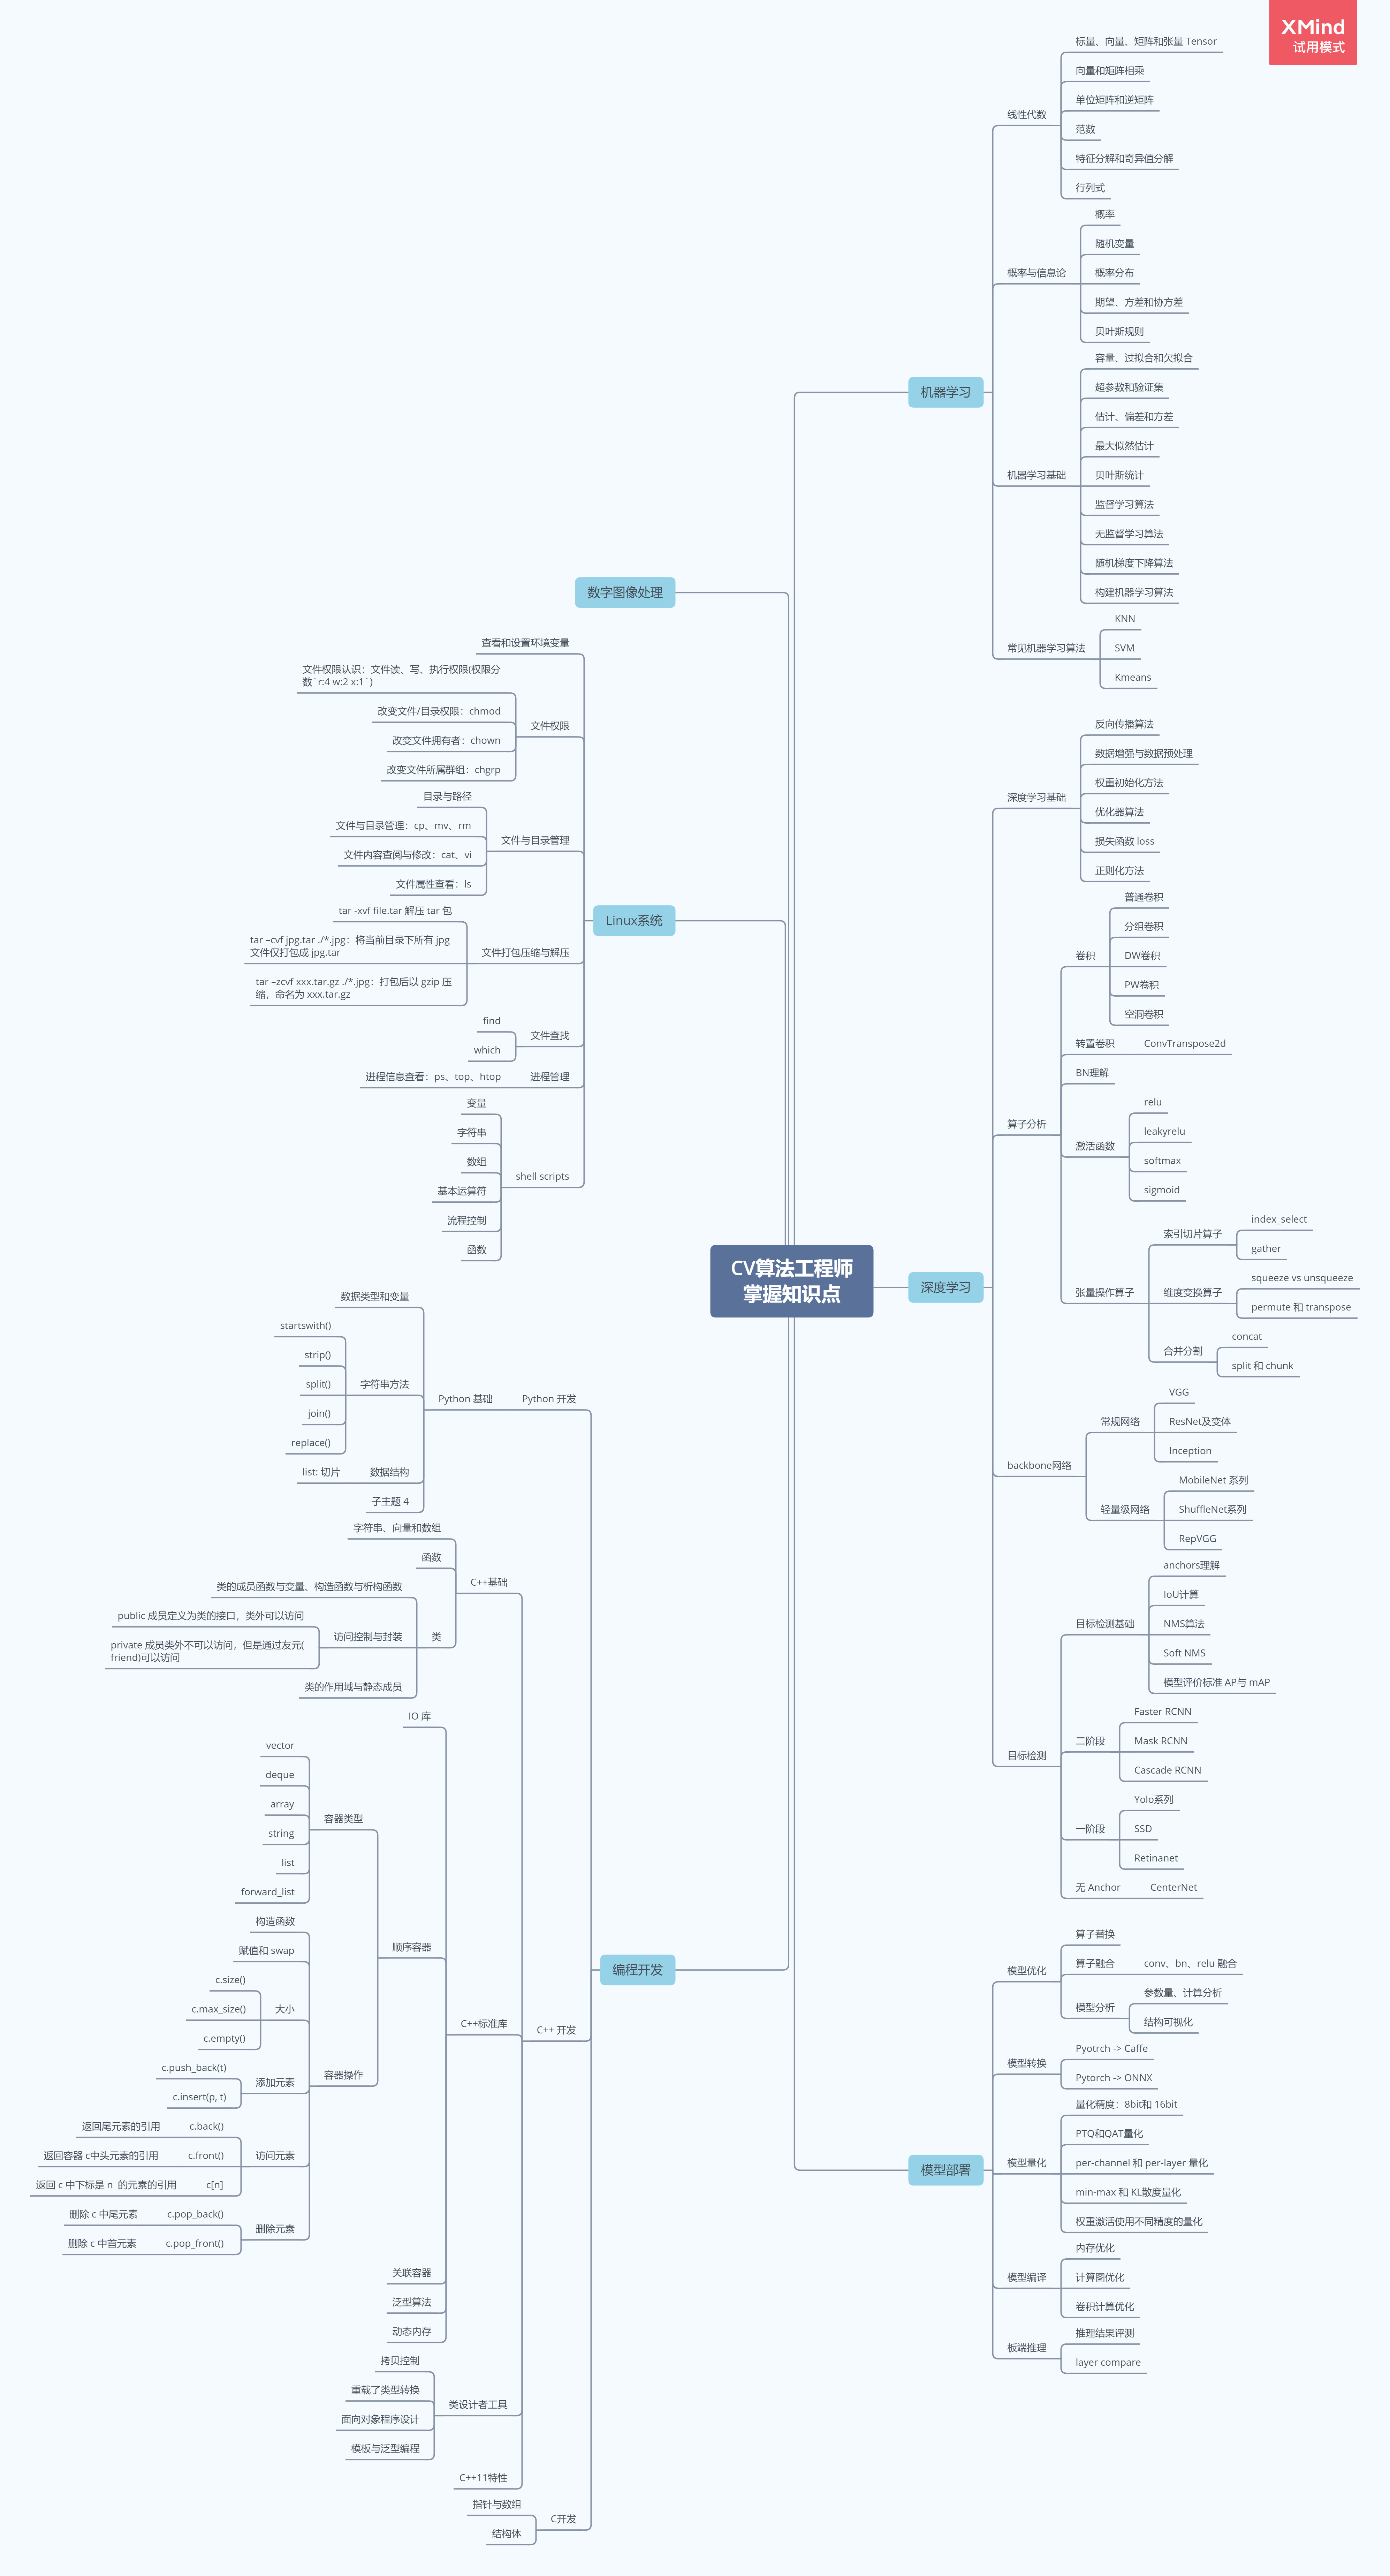 XMind
试用模式
CV算法工程师
掌握知识点
机器学习
线性代数
标量、向量、矩阵和张量 Tensor
向量和矩阵相乘
单位矩阵和逆矩阵
范数
特征分解和奇异值分解
行列式
概率与信息论
概率
随机变量
概率分布
期望、方差和协方差
贝叶斯规则
机器学习基础
容量、过拟合和欠拟合
超参数和验证集
估计、偏差和方差
最大似然估计
贝叶斯统计
监督学习算法
无监督学习算法
随机梯度下降算法
构建机器学习算法
常见机器学习算法
KNN
SVM
Kmeans
深度学习
深度学习基础
反向传播算法
数据增强与数据预处理
权重初始化方法
优化器算法
损失函数 loss
正则化方法
算子分析
卷积
普通卷积
分组卷积
DW卷积
PW卷积
空洞卷积
转置卷积
ConvTranspose2d
BN理解
激活函数
relu
leakyrelu
softmax
sigmoid
张量操作算子
索引切片算子
index_select
gather
维度变换算子
squeeze vs unsqueeze
permute 和 transpose
合并分割
concat
split 和 chunk
backbone网络
常规网络
VGG
ResNet及变体
Inception
轻量级网络
MobileNet 系列
ShuffleNet系列
RepVGG
目标检测
目标检测基础
anchors理解
IoU计算
NMS算法
Soft NMS
模型评价标准 AP与 mAP
二阶段
Faster RCNN
Mask RCNN
Cascade RCNN
一阶段
Yolo系列
SSD
Retinanet
无 Anchor
CenterNet
模型部署
模型优化
算子替换
算子融合
conv、bn、relu 融合
模型分析
参数量、计算分析
结构可视化
模型转换
Pyotrch -> Caffe
Pytorch -> ONNX
模型量化
量化精度：8bit和 16bit
PTQ和QAT量化
per-channel 和 per-layer 量化
min-max 和 KL散度量化
权重激活使用不同精度的量化
模型编译
内存优化
计算图优化
卷积计算优化
板端推理
推理结果评测
layer compare
数字图像处理
Linux系统
查看和设置环境变量
文件权限
文件权限认识：文件读、写、执行权限(权限分
数`r:4 w:2 x:1`)
改变文件/目录权限：chmod
改变文件拥有者：chown
改变文件所属群组：chgrp
文件与目录管理
目录与路径
文件与目录管理：cp、mv、rm
文件内容查阅与修改：cat、vi
文件属性查看：ls
文件打包压缩与解压
tar -xvf file.tar 解压 tar 包
tar –cvf jpg.tar ./*.jpg：将当前目录下所有 jpg
文件仅打包成 jpg.tar
tar –zcvf xxx.tar.gz ./*.jpg：打包后以 gzip 压
缩，命名为 xxx.tar.gz
文件查找
find
which
进程管理
进程信息查看：ps、top、htop
shell scripts
变量
字符串
数组
基本运算符
流程控制
函数
编程开发
Python 开发
Python 基础
数据类型和变量
字符串方法
startswith()
strip()
split()
join()
replace()
数据结构
list: 切片
子主题 4
C++ 开发
C++基础
字符串、向量和数组
函数
类
类的成员函数与变量、构造函数与析构函数
访问控制与封装
public 成员定义为类的接口，类外可以访问
private 成员类外不可以访问，但是通过友元(
friend)可以访问
类的作用域与静态成员
C++标准库
IO 库
顺序容器
容器类型
vector
deque
array
string
list
forward_list
容器操作
构造函数
赋值和 swap
大小
c.size()
c.max_size()
c.empty()
添加元素
c.push_back(t)
c.insert(p, t)
访问元素
c.back()
返回尾元素的引用
c.front()
返回容器 c中头元素的引用
c[n]
返回 c 中下标是 n 的元素的引用
删除元素
c.pop_back()
删除 c 中尾元素
c.pop_front()
删除 c 中首元素
关联容器
泛型算法
动态内存
类设计者工具
拷贝控制
重载了类型转换
面向对象程序设计
模板与泛型编程
C++11特性
C开发
指针与数组
结构体